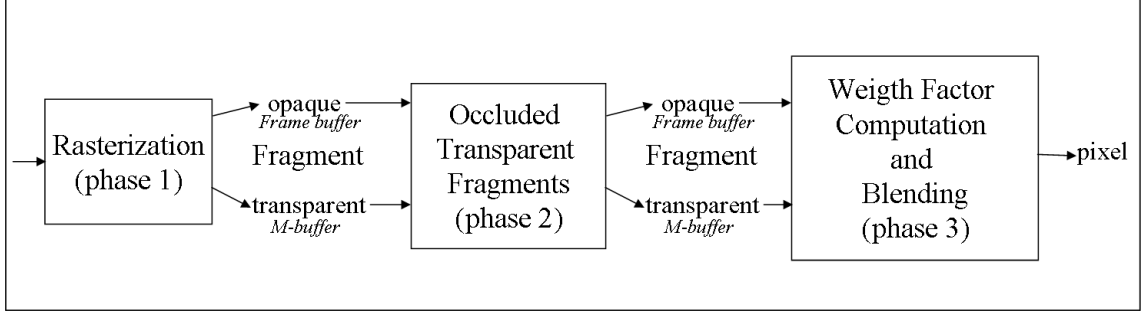 Rasterization
(phase 1)
opaque
Frame buffer
Fragment
transparent
M-buffer
Occluded
Transparent
Fragments
(phase 2)
opaque
Frame buffer
Fragment
transparent
M-buffer
Weigth Factor
Computation
and
Blending
(phase 3)
pixel